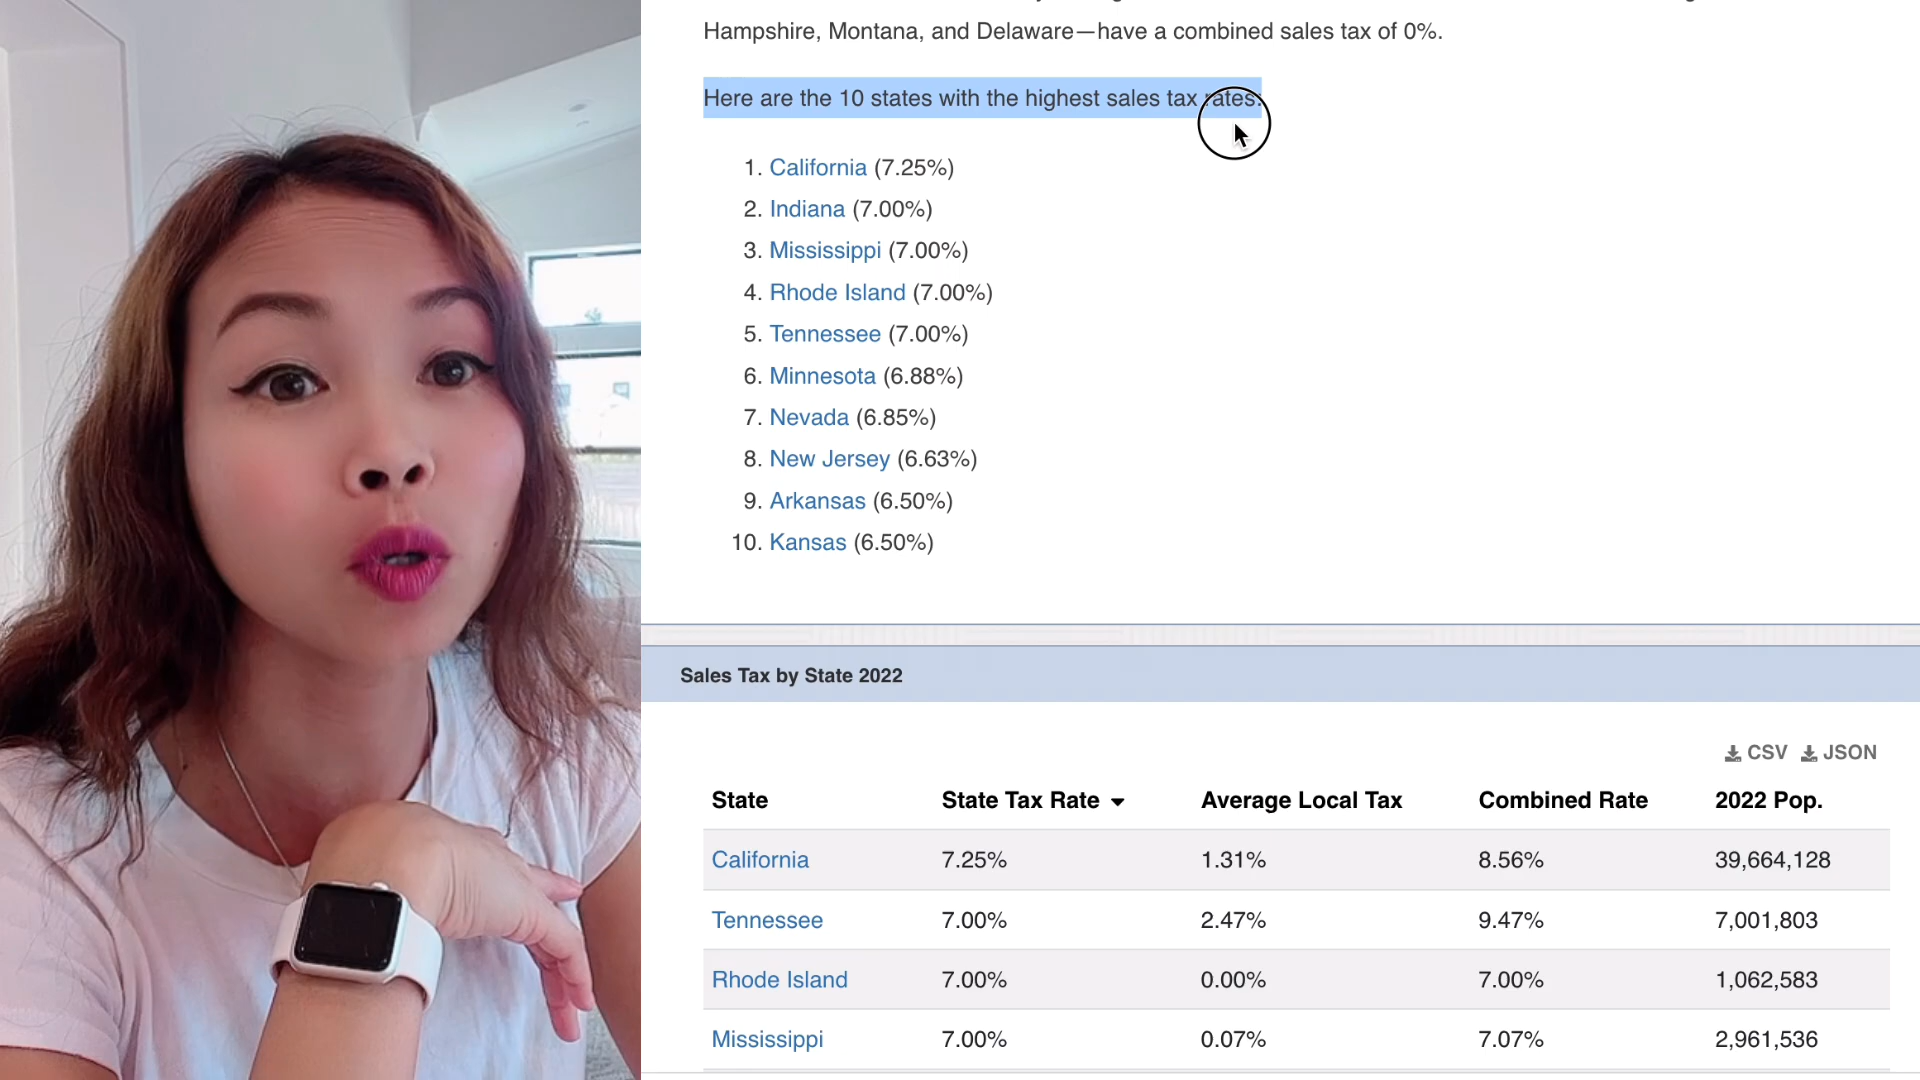 Hampshire, Montana, and Delaware—have a combined sales tax of 0%.
Here are the 10 states with the highest sales tax rates:
1. California (7.25%)
2. Indiana (7.00%)
3. Mississippi (7.00%)
4. Rhode Island (7.00%)
5. Tennessee (7.00%)
6. Minnesota (6.88%)
7. Nevada (6.85%)
8. New Jersey (6.63%)
9. Arkansas (6.50%)
10. Kansas (6.50%)
Sales Tax by State 2022
CSV JSON
State State Tax Rate Average Local Tax Combined Rate 2022 Pop.
California 7.25% 1.31% 8.56% 39,664,128
Tennessee 7.00% 2.47% 9.47% 7,001,803
Rhode Island 7.00% 0.00% 7.00% 1,062,583
Mississippi 7.00% 0.07% 7.07% 2,961,536